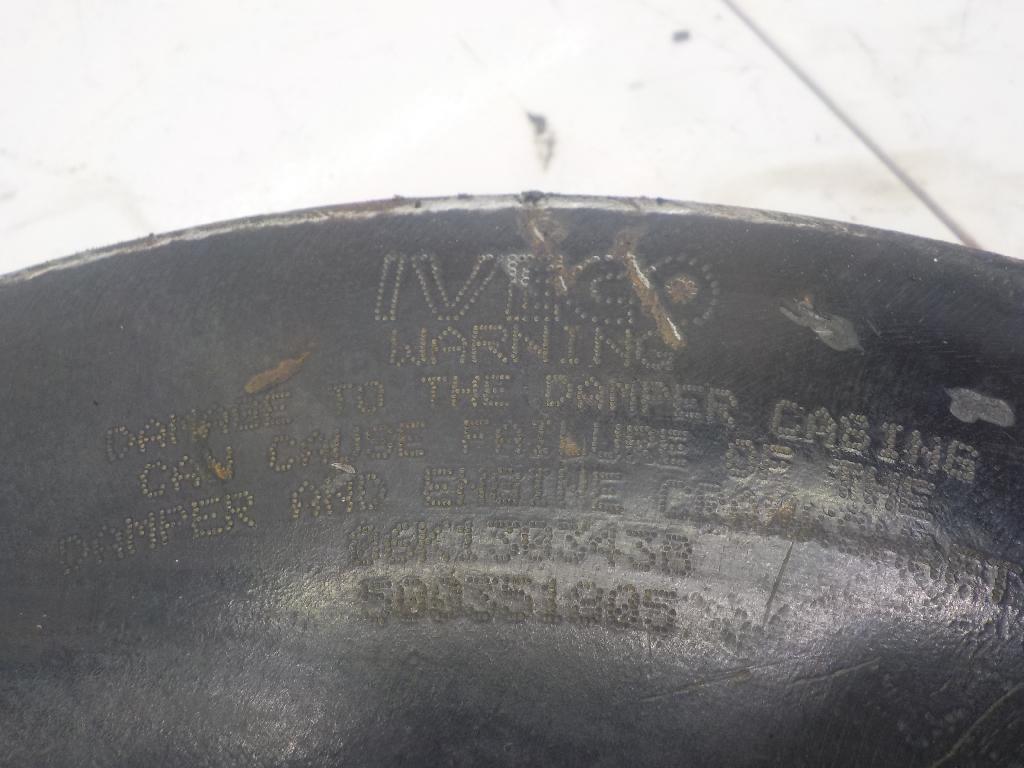 IVECO
WARNING
DAMAGE TO THE DAMPER CASING
CAN CAUSE FAILURE OF THE
DAMPER AND ENGINE
500351805